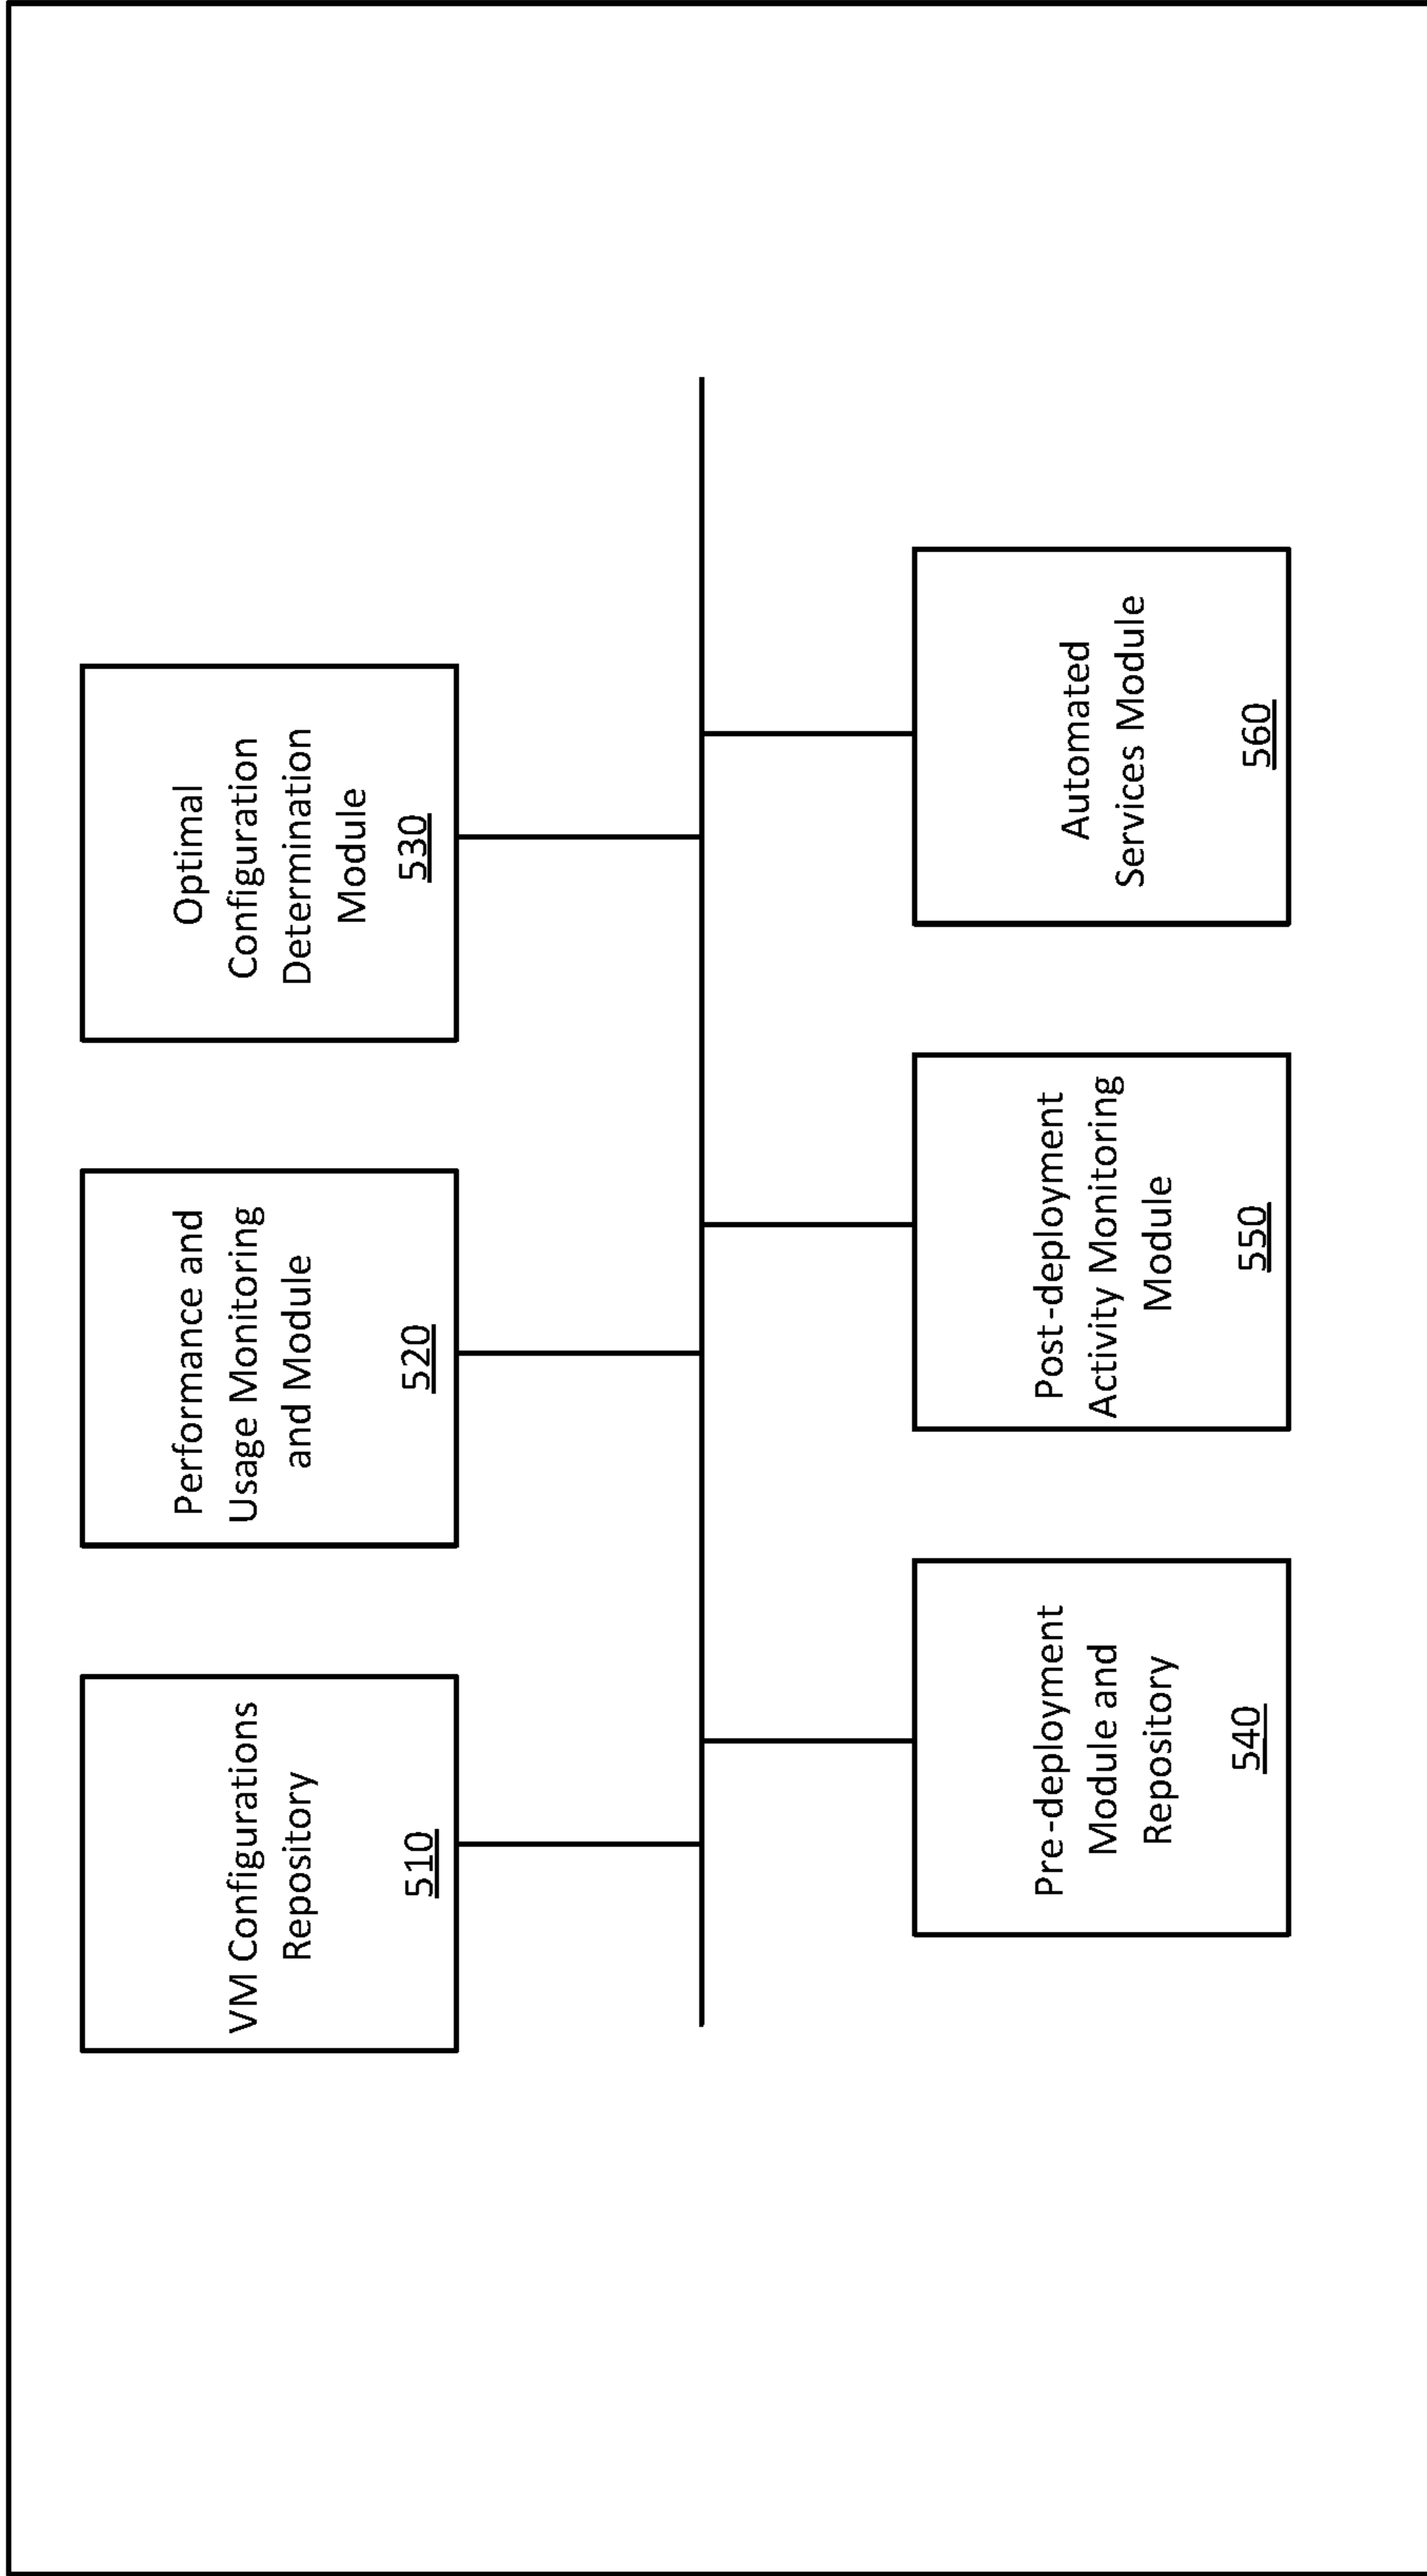 VM Configurations
Repository
510
Performance and
Usage Monitoring
and Module
520
Optimal
Configuration
Determination
Module
530
Pre-deployment
Module and
Repository
540
Post-deployment
Activity Monitoring
Module
550
Automated
Services Module
560